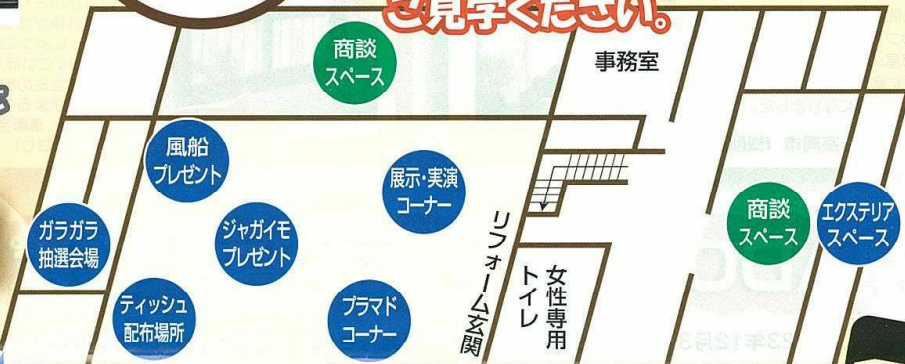 ご見学ください。
商談
スペース
事務室
風船
プレゼント
展示・実演
コーナー
ガラガラ
抽選会場
ジャガイモ
プレゼント
リフォーム玄関
商談
スペース
エクステリア
スペース
ティッシュ
配布場所
プラマド
コーナー
女性専用
トイレ